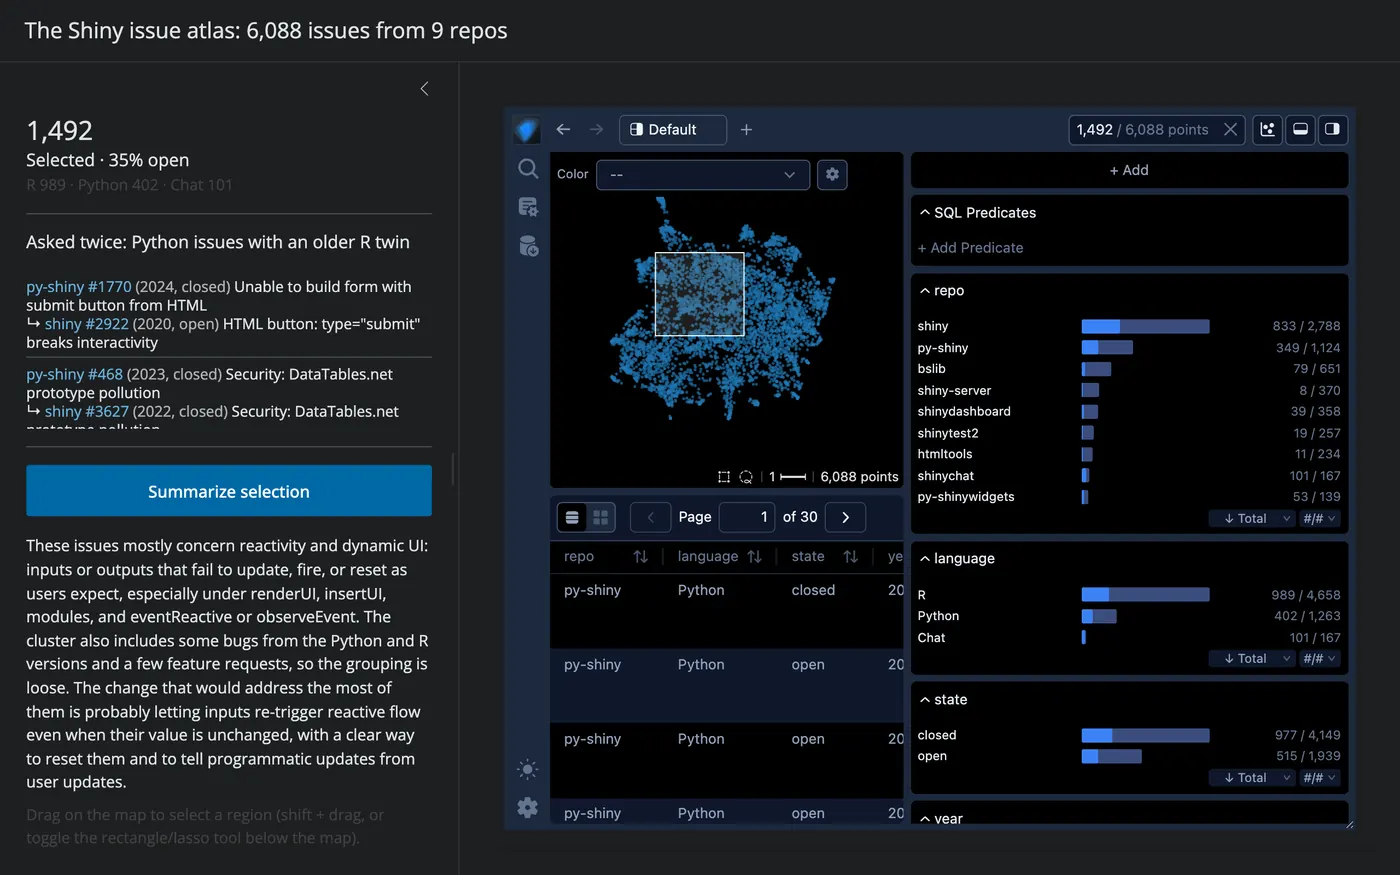 The Shiny issue atlas: 6,088 issues from 9 repos
1,492
Selected · 35% open
R 989 · Python 402 · Chat 101
Asked twice: Python issues with an older R twin
py-shiny #1770 (2024, closed) Unable to build form with
submit button from HTML
↳ shiny #2922 (2020, open) HTML button: type="submit"
breaks interactivity
py-shiny #468 (2023, closed) Security: DataTables.net
prototype pollution
↳ shiny #3627 (2022, closed) Security: DataTables.net
prototype pollution
Summarize selection
These issues mostly concern reactivity and dynamic UI:
inputs or outputs that fail to update, fire, or reset as
users expect, especially under renderUI, insertUI,
modules, and eventReactive or observeEvent. The
cluster also includes some bugs from the Python and R
versions and a few feature requests, so the grouping is
loose. The change that would address the most of
them is probably letting inputs re-trigger reactive flow
even when their value is unchanged, with a clear way
to reset them and to tell programmatic updates from
user updates.
Drag on the map to select a region (shift + drag, or
toggle the rectangle/lasso tool below the map).
Default
1,492 / 6,088 points
Color --
1 6,088 points
Page 1 of 30
repo language state ye
py-shiny Python closed 20
py-shiny Python open 20
py-shiny Python open 20
py-shiny Python open 20
+ Add
SQL Predicates
+ Add Predicate
repo
shiny 833 / 2,788
py-shiny 349 / 1,124
bslib 79 / 651
shiny-server 8 / 370
shinydashboard 39 / 358
shinytest2 19 / 257
htmltools 11 / 234
shinychat 101 / 167
py-shinywidgets 53 / 139
↓ Total #/#
language
R 989 / 4,658
Python 402 / 1,263
Chat 101 / 167
↓ Total #/#
state
closed 977 / 4,149
open 515 / 1,939
↓ Total #/#
year